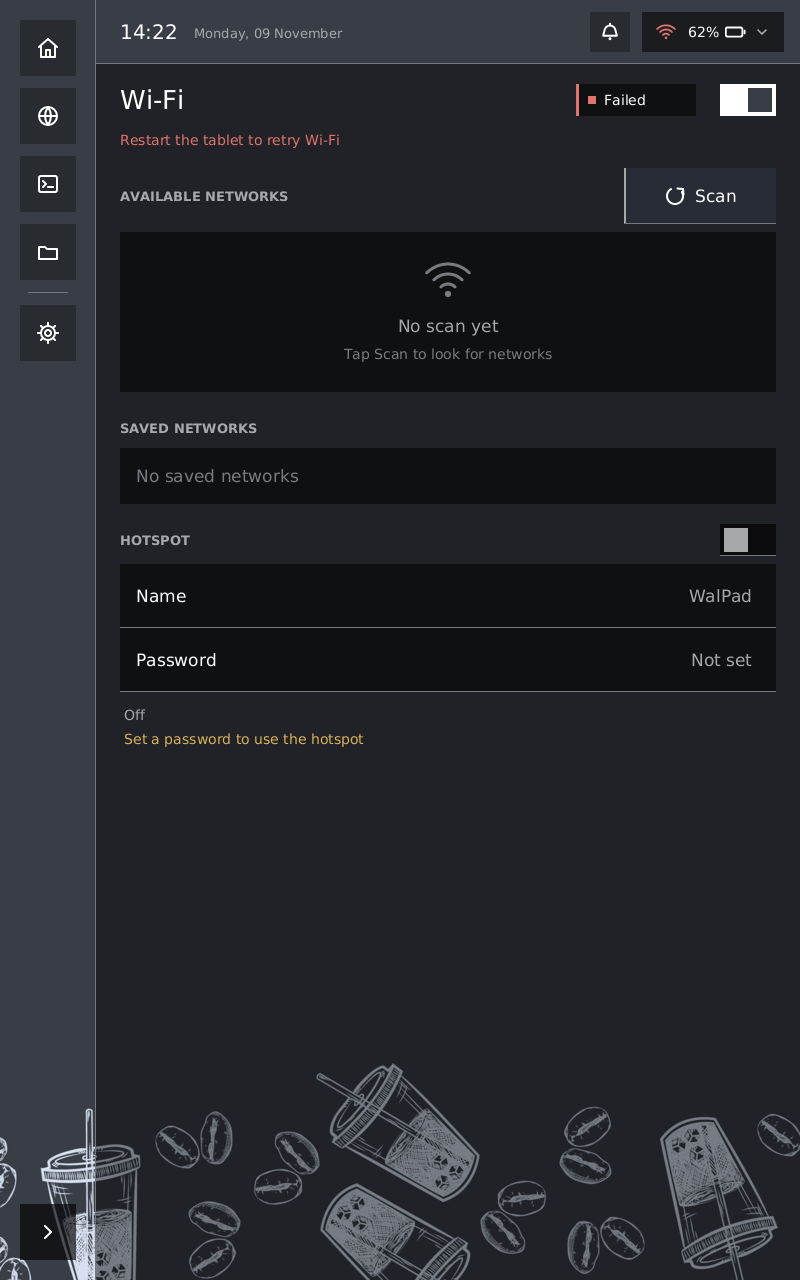 14:22 Monday, 09 November
62%
Wi-Fi
Failed
Restart the tablet to retry Wi-Fi
AVAILABLE NETWORKS
Scan
No scan yet
Tap Scan to look for networks
SAVED NETWORKS
No saved networks
HOTSPOT
Name WalPad
Password Not set
Off
Set a password to use the hotspot